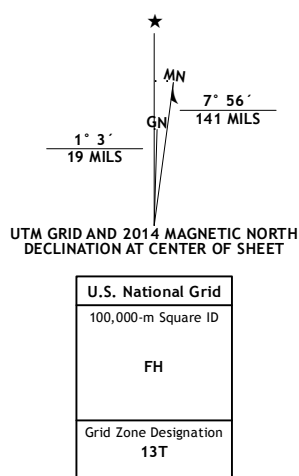 ★
MN
7° 56´
141 MILS
GN
1° 3´
19 MILS
UTM GRID AND 2014 MAGNETIC NORTH
DECLINATION AT CENTER OF SHEET
U.S. National Grid
100,000-m Square ID
FH
Grid Zone Designation
13T